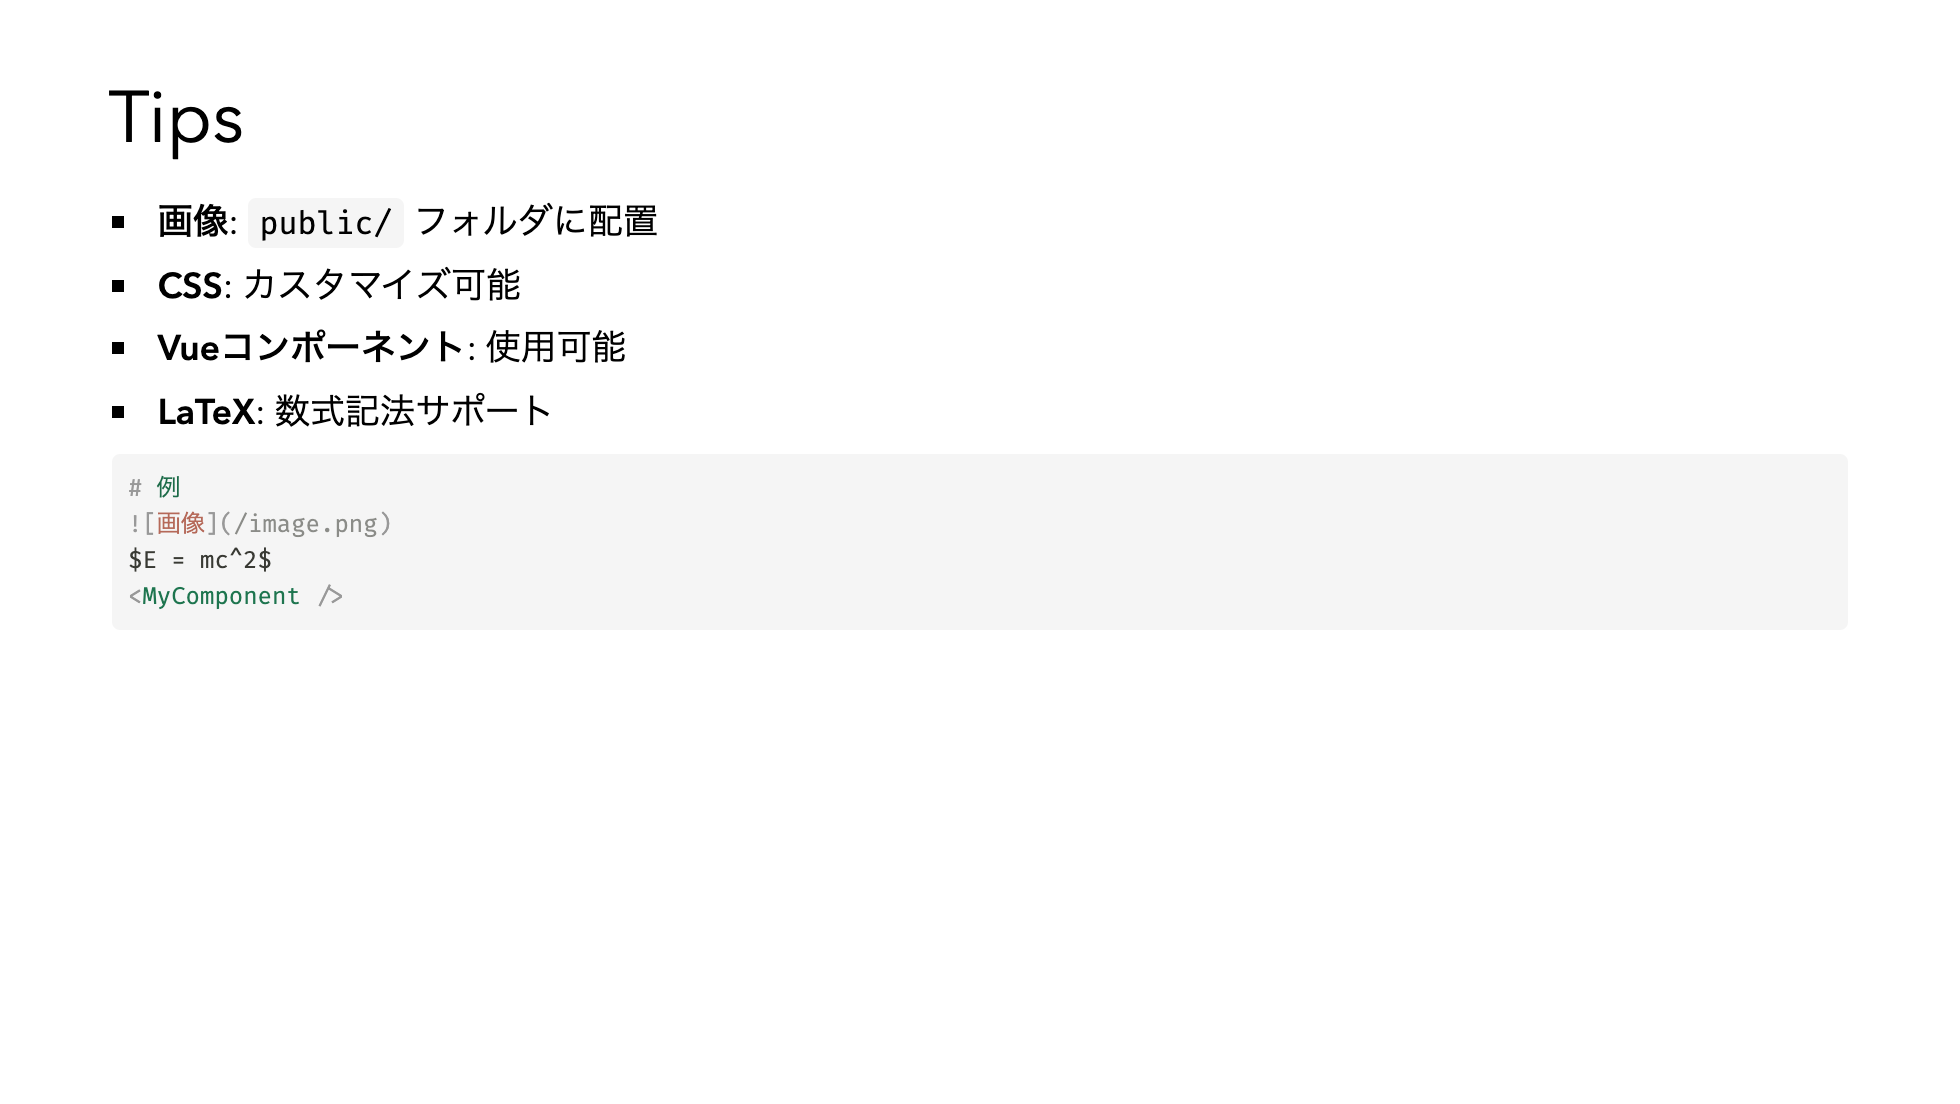 Tips
画像: public/ フォルダに配置
CSS: カスタマイズ可能
Vueコンポーネント: 使用可能
LaTeX: 数式記法サポート
# 例
![画像](/image.png)
$E = mc^2$
<MyComponent />